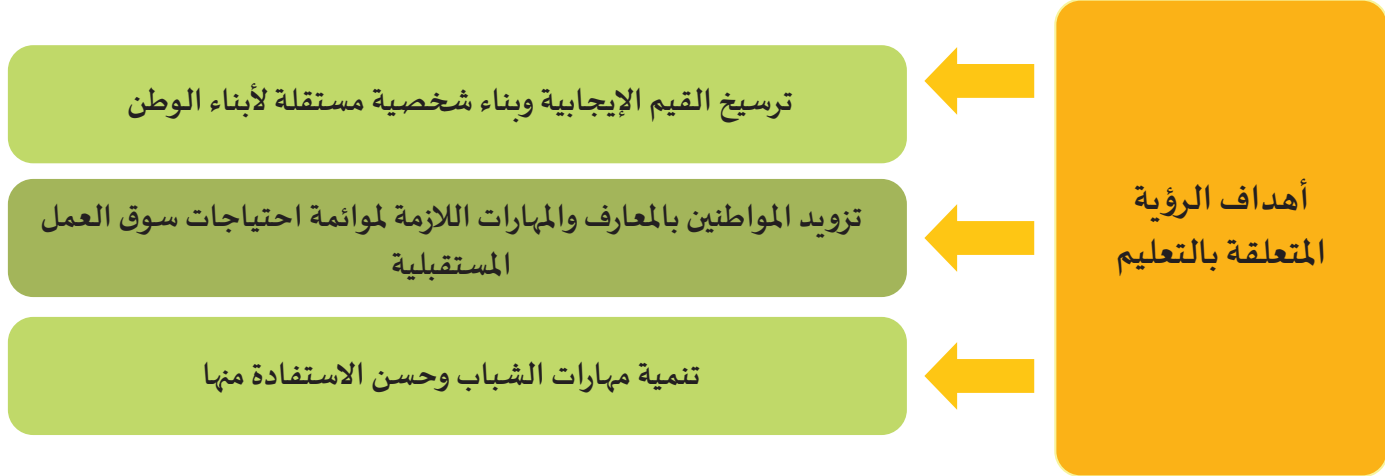 أهداف الرؤية
المتعلقة بالتعليم
ترسيخ القيم الإيجابية وبناء شخصية مستقلة لأبناء الوطن
تزويد المواطنين بالمعارف والمهارات اللازمة لموائمة احتياجات سوق العمل
المستقبلية
تنمية مهارات الشباب وحسن الاستفادة منها